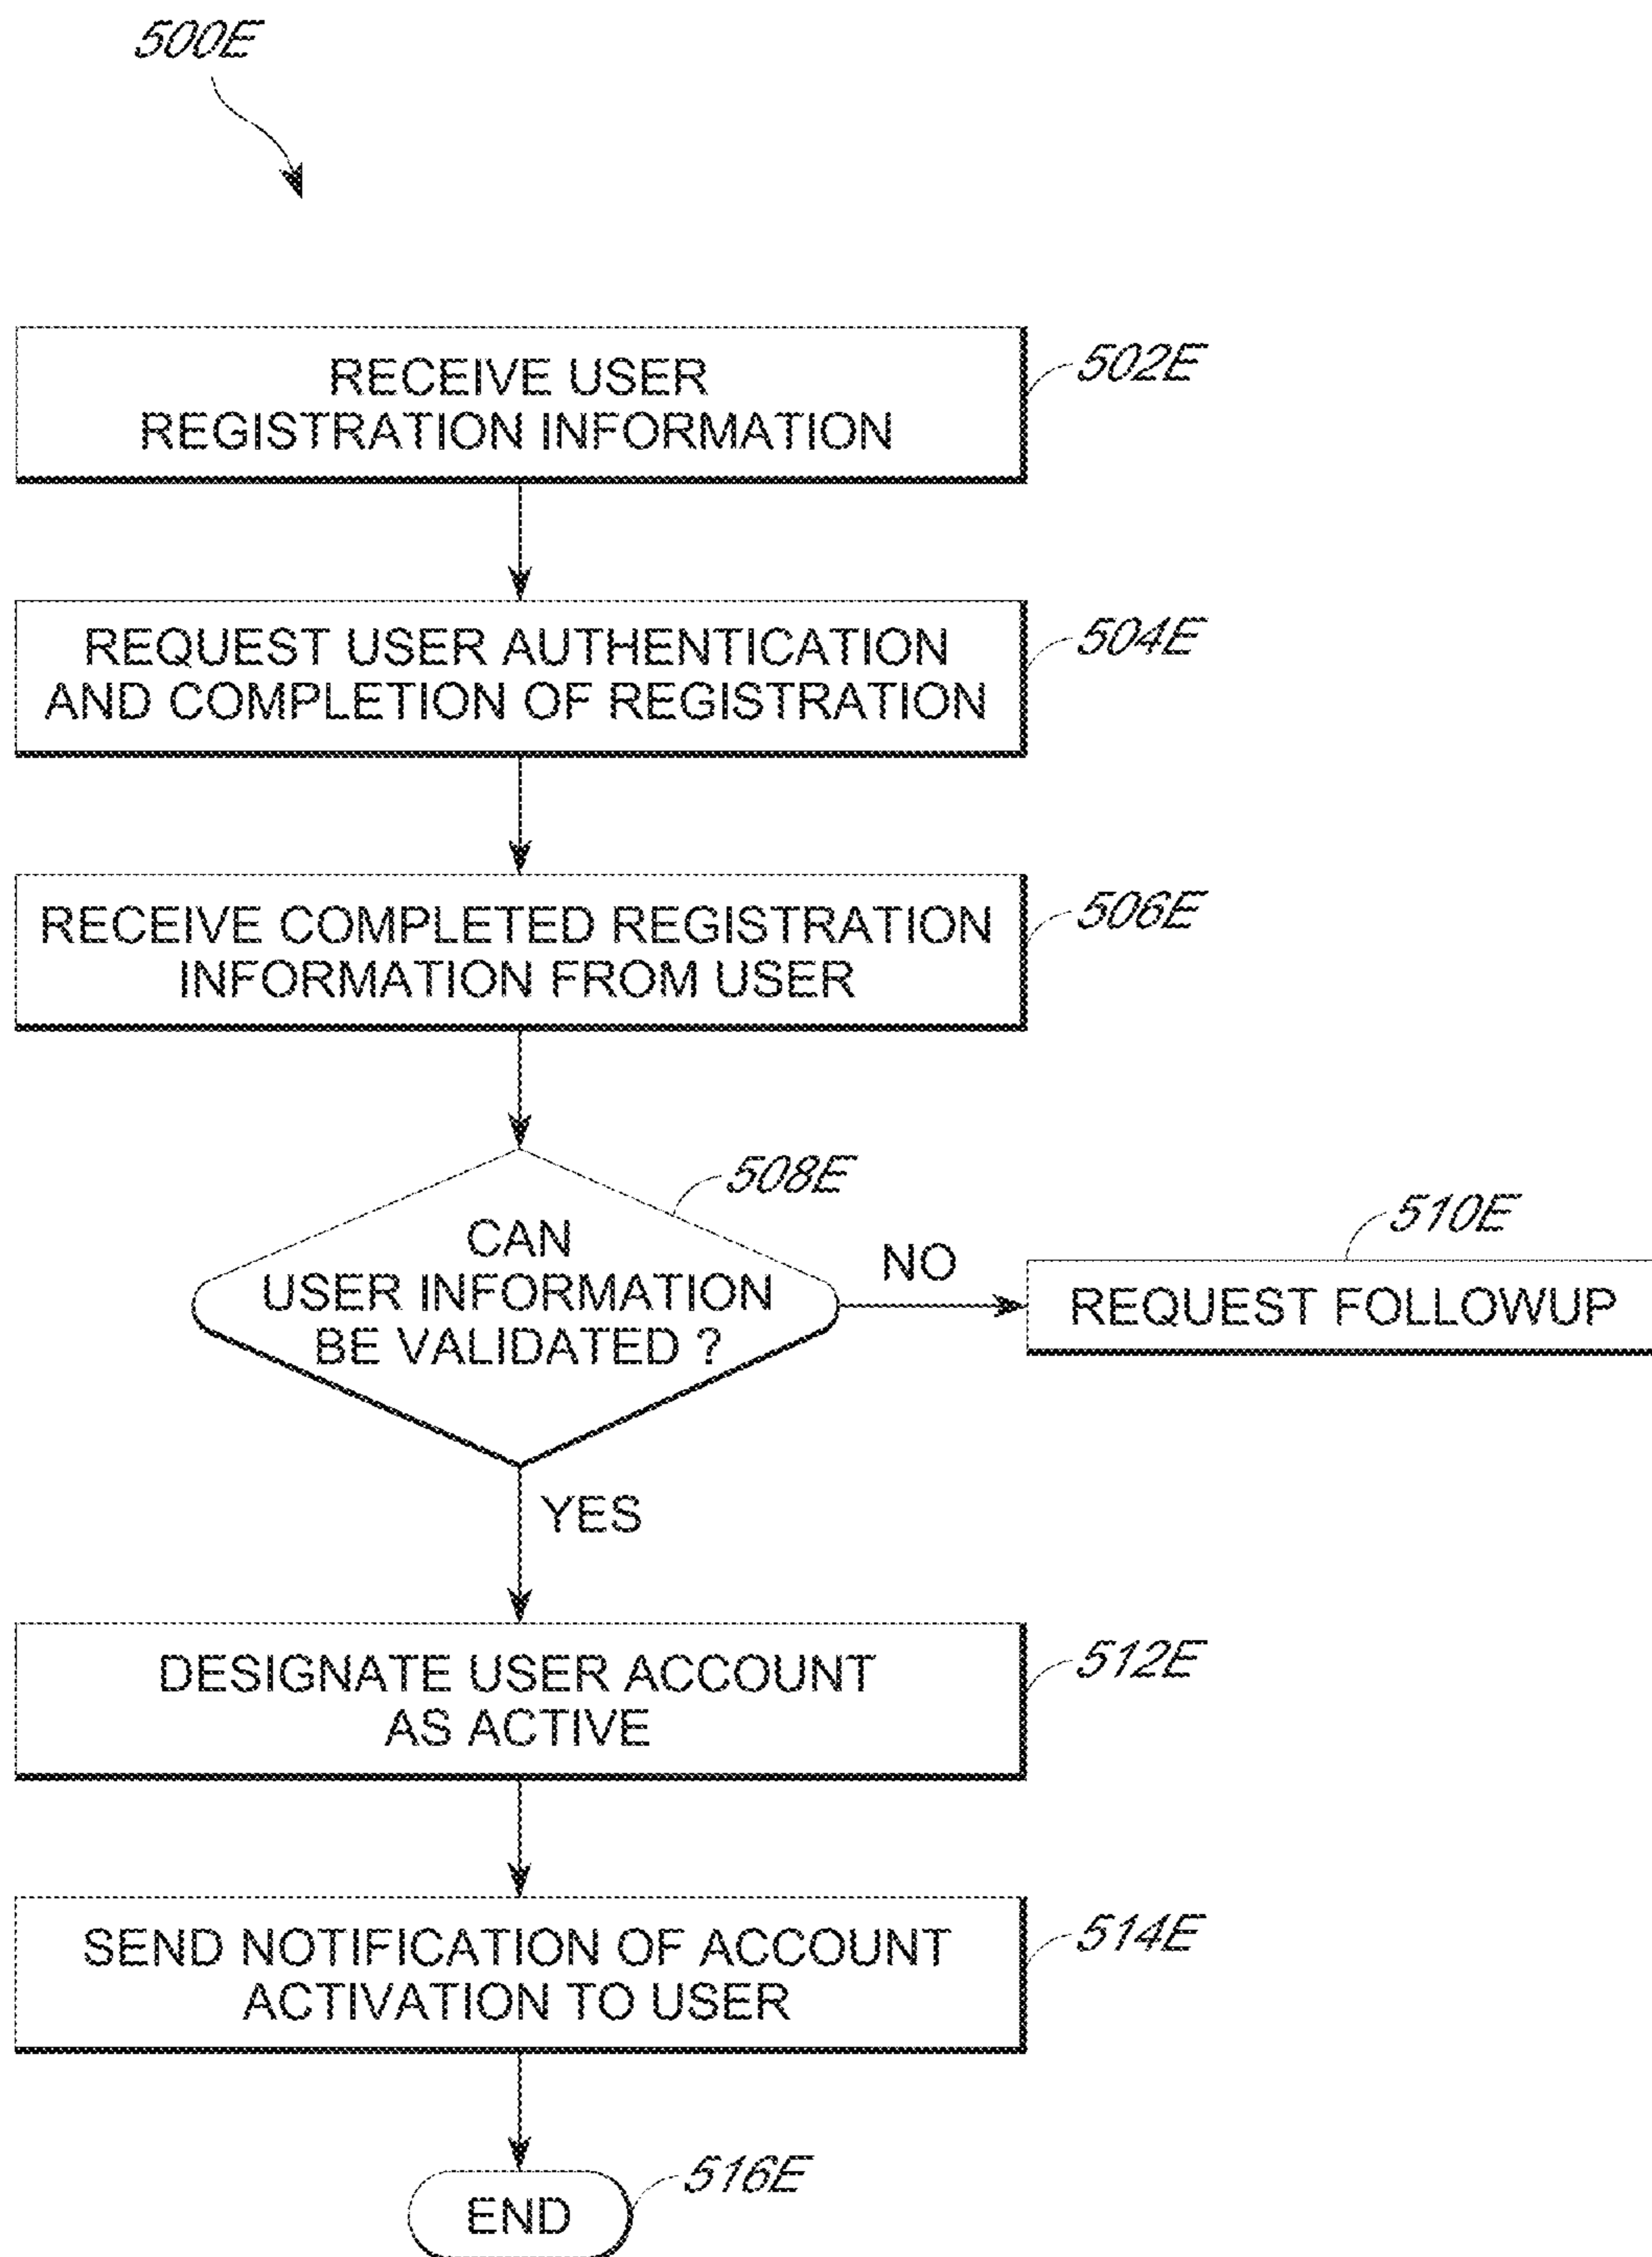 500E
RECEIVE USER
REGISTRATION INFORMATION
502E
REQUEST USER AUTHENTICATION
AND COMPLETION OF REGISTRATION
504E
RECEIVE COMPLETED REGISTRATION
INFORMATION FROM USER
506E
CAN
USER INFORMATION
BE VALIDATED ?
508E
NO
510E
REQUEST FOLLOWUP
YES
DESIGNATE USER ACCOUNT
AS ACTIVE
512E
SEND NOTIFICATION OF ACCOUNT
ACTIVATION TO USER
514E
END
516E